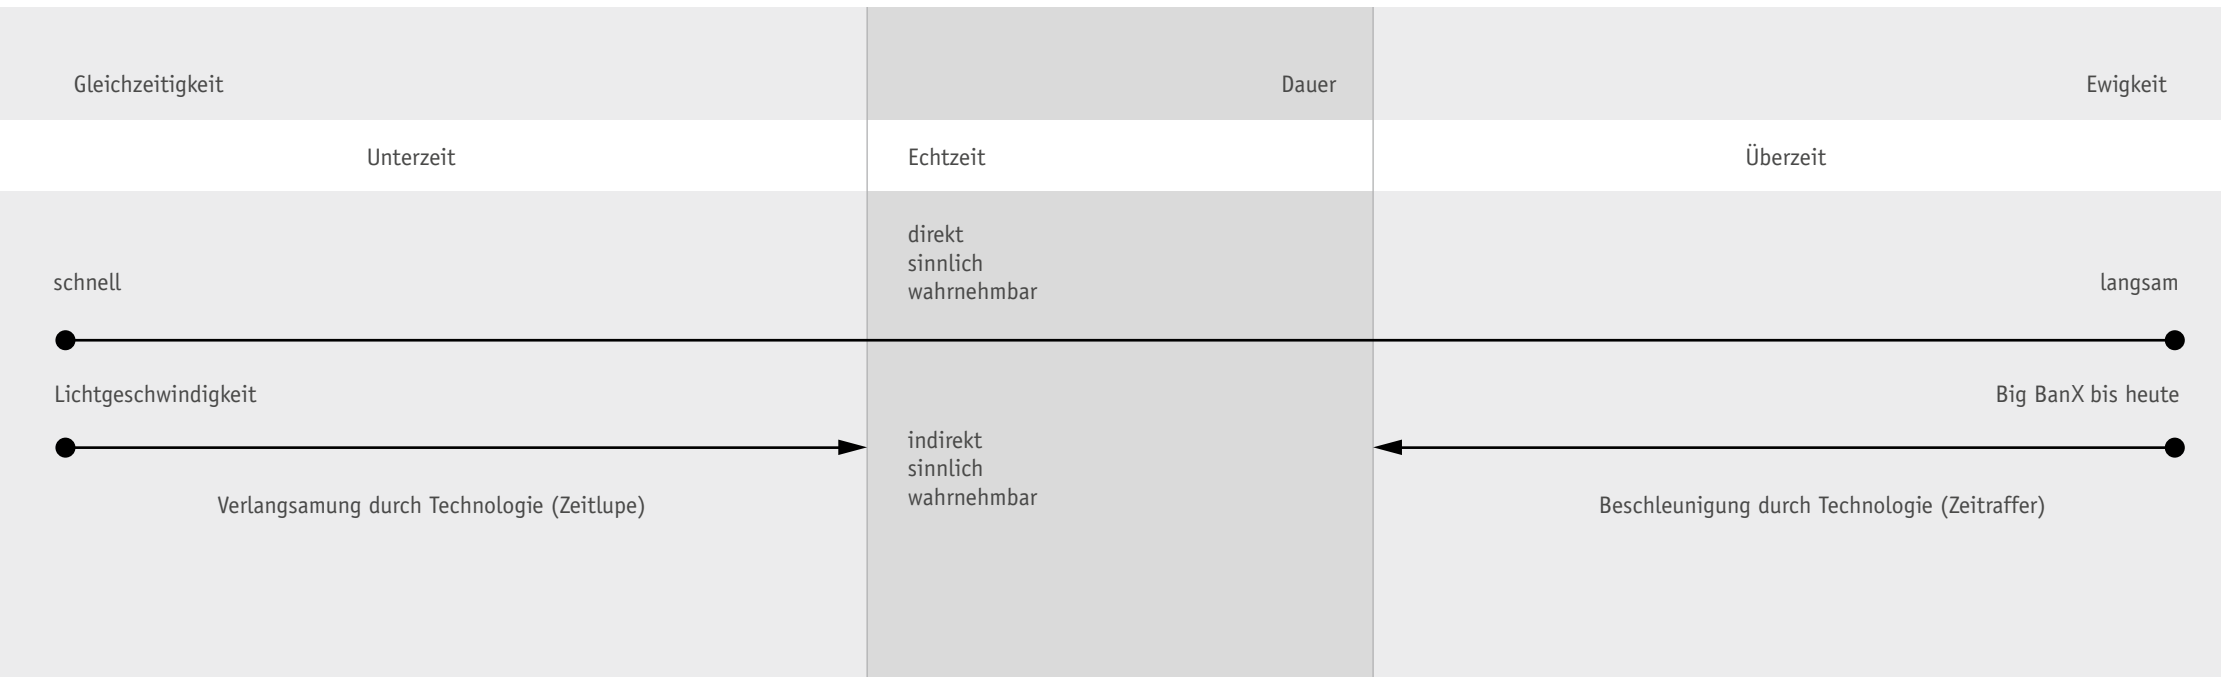 Gleichzeitigkeit
Dauer
Ewigkeit
Unterzeit
Echtzeit
Überzeit
direkt
sinnlich
wahrnehmbar
schnell
langsam
Lichtgeschwindigkeit
Big BanX bis heute
indirekt
sinnlich
wahrnehmbar
Verlangsamung durch Technologie (Zeitlupe)
Beschleunigung durch Technologie (Zeitraffer)